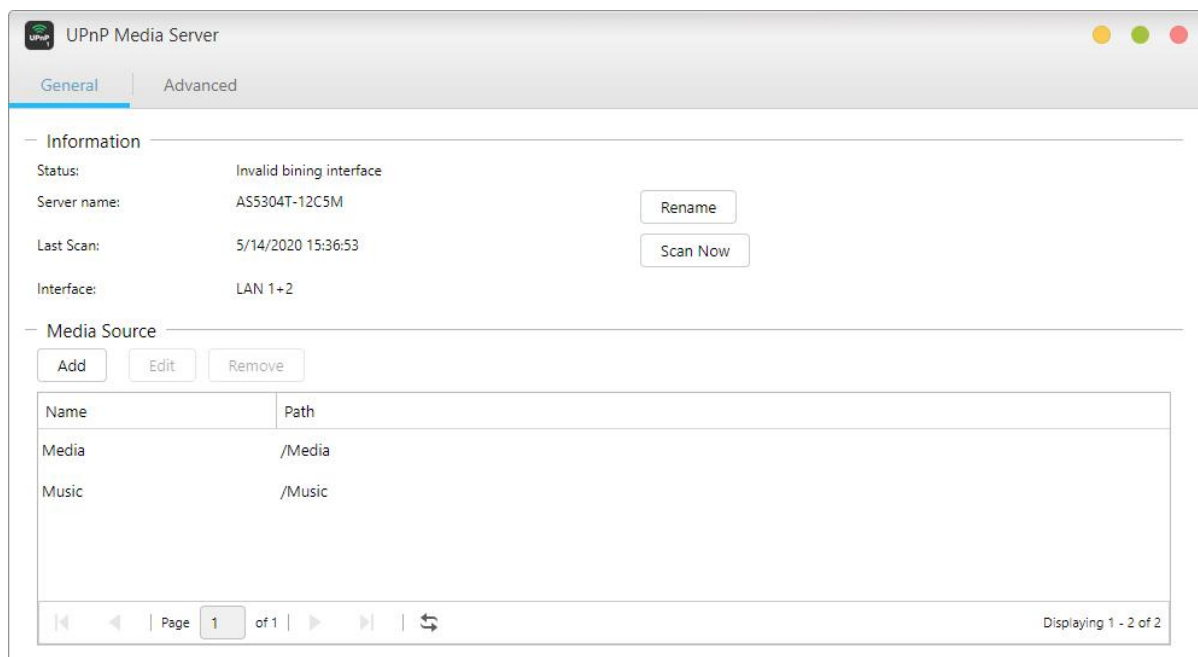 UPnP Media Server
General Advanced
Information
Status: Invalid bining interface
Server name: AS5304T-12C5M Rename
Last Scan: 5/14/2020 15:36:53 Scan Now
Interface: LAN 1+2
Media Source
Add Edit Remove
Name Path
Media /Media
Music /Music
Page 1 of 1 Displaying 1 - 2 of 2